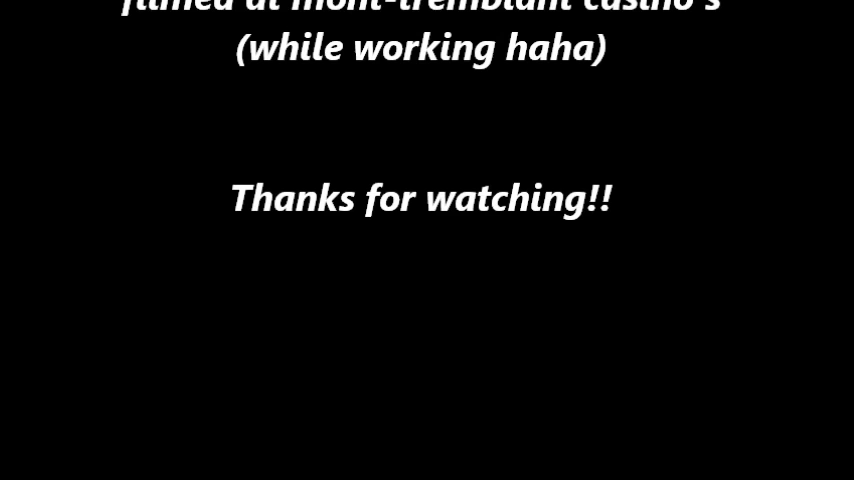 filmed at mont-tremblant casino's
(while working haha)
Thanks for watching!!